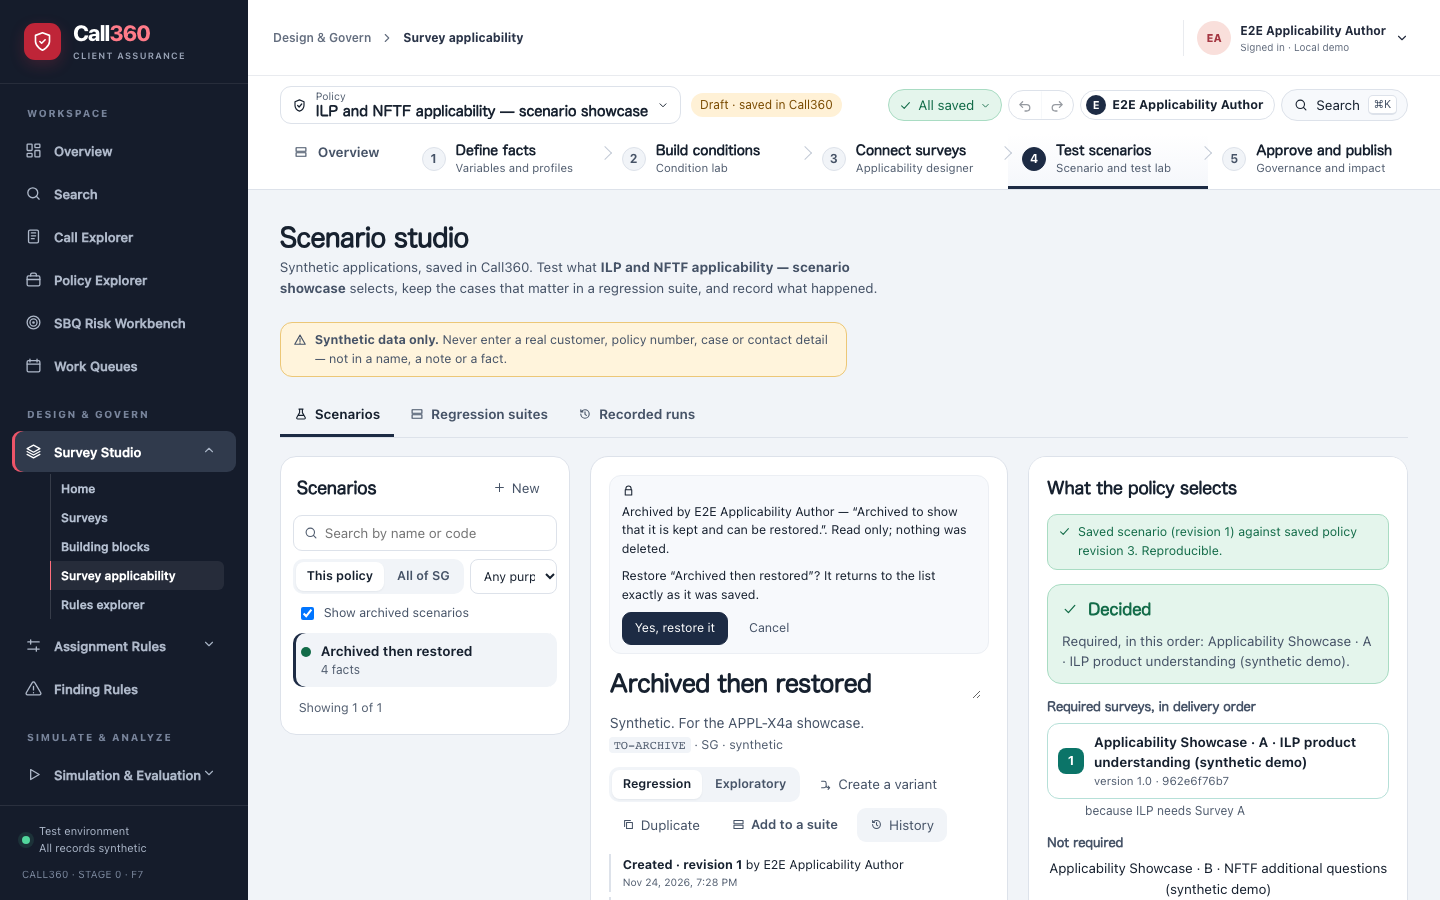 Call360
CLIENT ASSURANCE
WORKSPACE
Overview
Search
Call Explorer
Policy Explorer
SBQ Risk Workbench
Work Queues
DESIGN & GOVERN
Survey Studio
Home
Surveys
Building blocks
Survey applicability
Rules explorer
Assignment Rules
Finding Rules
SIMULATE & ANALYZE
Simulation & Evaluation
Test environment
All records synthetic
CALL360 · STAGE 0 · F7
Design & Govern > Survey applicability
EA
E2E Applicability Author
Signed in · Local demo
Policy
ILP and NFTF applicability — scenario showcase
Draft · saved in Call360
All saved
E E2E Applicability Author
Search ⌘K
Overview
1 Define facts
Variables and profiles
2 Build conditions
Condition lab
3 Connect surveys
Applicability designer
4 Test scenarios
Scenario and test lab
5 Approve and publish
Governance and impact
Scenario studio
Synthetic applications, saved in Call360. Test what ILP and NFTF applicability — scenario
showcase selects, keep the cases that matter in a regression suite, and record what happened.
Synthetic data only. Never enter a real customer, policy number, case or contact detail
— not in a name, a note or a fact.
Scenarios
Regression suites
Recorded runs
Scenarios
+ New
Search by name or code
This policy
All of SG
Any purp
Show archived scenarios
Archived then restored
4 facts
Showing 1 of 1
Archived by E2E Applicability Author — “Archived to show
that it is kept and can be restored.”. Read only; nothing was
deleted.
Restore “Archived then restored”? It returns to the list
exactly as it was saved.
Yes, restore it
Cancel
Archived then restored
Synthetic. For the APPL-X4a showcase.
TO-ARCHIVE · SG · synthetic
Regression
Exploratory
Create a variant
Duplicate
Add to a suite
History
Created · revision 1 by E2E Applicability Author
Nov 24, 2026, 7:28 PM
What the policy selects
Saved scenario (revision 1) against saved policy
revision 3. Reproducible.
Decided
Required, in this order: Applicability Showcase · A
· ILP product understanding (synthetic demo).
Required surveys, in delivery order
1
Applicability Showcase · A · ILP product
understanding (synthetic demo)
version 1.0 · 962e6f76b7
because ILP needs Survey A
Not required
Applicability Showcase · B · NFTF additional questions
(synthetic demo)